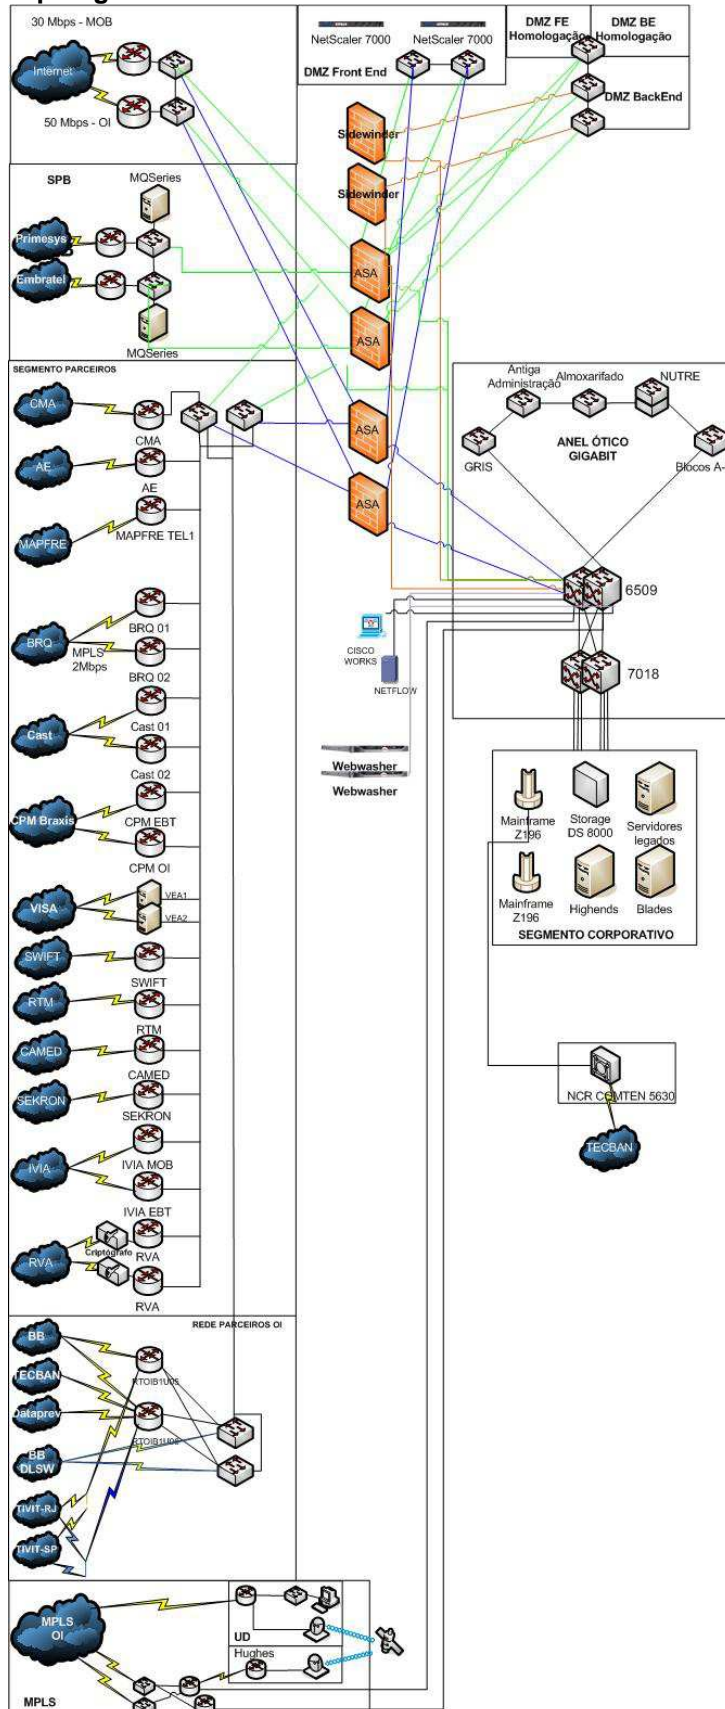 30 Mbps - MOB
Internet
50 Mbps - OI
NetScaler 7000
NetScaler 7000
DMZ Front End
DMZ FE
Homologação
DMZ BE
Homologação
DMZ BackEnd
Sidewinder
Sidewinder
ASA
ASA
ASA
ASA
SPB
MQSeries
Primesys
Embratel
MQSeries
SEGMENTO PARCEIROS
CMA
CMA
AE
AE
MAPFRE
MAPFRE TEL1
BRQ
BRQ 01
MPLS
2Mbps
BRQ 02
Cast
Cast 01
Cast 02
CPM Braxis
CPM EBT
CPM OI
VISA
VEA1
VEA2
SWIFT
SWIFT
RTM
RTM
CAMED
CAMED
SEKRON
SEKRON
IVIA
IVIA MOB
IVIA EBT
RVA
Criptógrafo
RVA
RVA
Antiga
Administração
Almoxarifado
NUTRE
ANEL ÓTICO
GIGABIT
GRIS
Blocos A-
6509
7018
CISCO
WORKS
NETFLOW
Webwasher
Webwasher
Mainframe
Z196
Storage
DS 8000
Servidores
legados
Mainframe
Z196
Highends
Blades
SEGMENTO CORPORATIVO
NCR COMTEN 5630
TECBAN
REDE PARCEIROS OI
BB
TECBAN
Dataprev
BB
DLSW
TIVIT-RJ
TIVIT-SP
MPLS
OI
UD
Hughes
MPLS